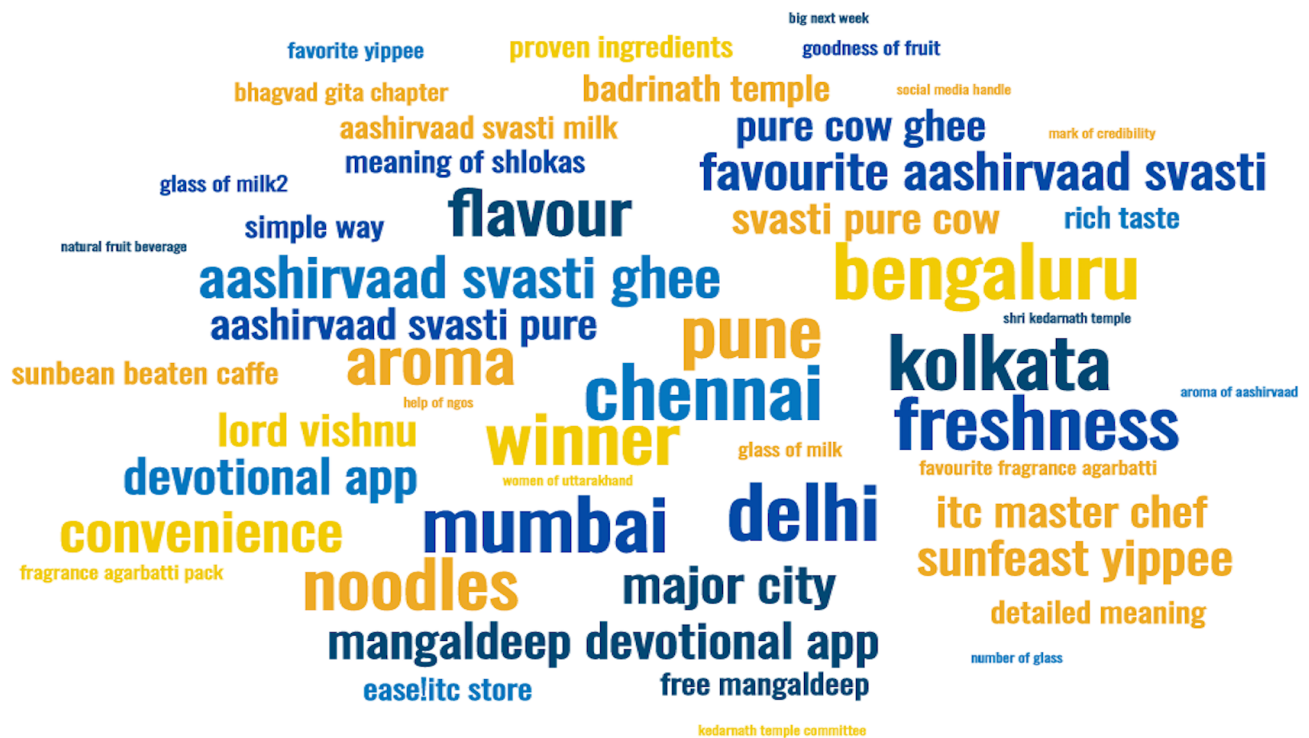 big next week
favorite yippee
proven ingredients
goodness of fruit
bhagvad gita chapter
badrinath temple
social media handle
aashirvaad svasti milk
pure cow ghee
mark of credibility
meaning of shlokas
favourite aashirvaad svasti
glass of milk2
simple way
flavour
svasti pure cow
rich taste
natural fruit beverage
aashirvaad svasti ghee
bengaluru
aashirvaad svasti pure
shri kedarnath temple
pune
sunbean beaten caffe
aroma
kolkata
chennai
aroma of aashirvaad
help of ngos
freshness
lord vishnu
winner
glass of milk
favourite fragrance agarbatti
devotional app
women of uttarakhand
convenience
mumbai
delhi
itc master chef
fragrance agarbatti pack
sunfeast yippee
noodles
major city
detailed meaning
mangaldeep devotional app
number of glass
ease!itc store
free mangaldeep
kedarnath temple committee